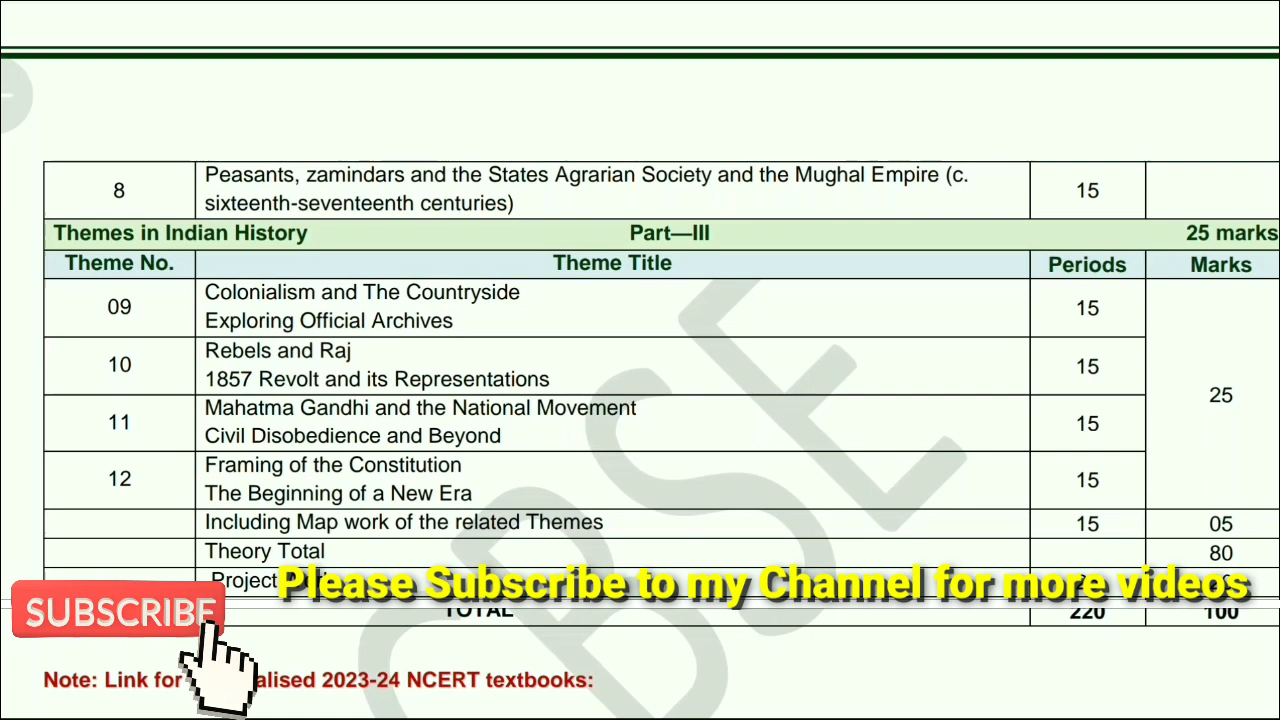 8 Peasants, zamindars and the States Agrarian Society and the Mughal Empire (c. 15
sixteenth-seventeenth centuries)
Themes in Indian History Part—III 25 marks
Theme No. Theme Title Periods Marks
09 Colonialism and The Countryside 15
Exploring Official Archives
10 Rebels and Raj 15
1857 Revolt and its Representations
25
11 Mahatma Gandhi and the National Movement 15
Civil Disobedience and Beyond
12 Framing of the Constitution 15
The Beginning of a New Era
Including Map work of the related Themes 15 05
Theory Total 80
Project
Please Subscribe to my Channel for more videos
SUBSCRIBE
TOTAL 220 100
Note: Link for 2023-24 NCERT textbooks:
CBSE